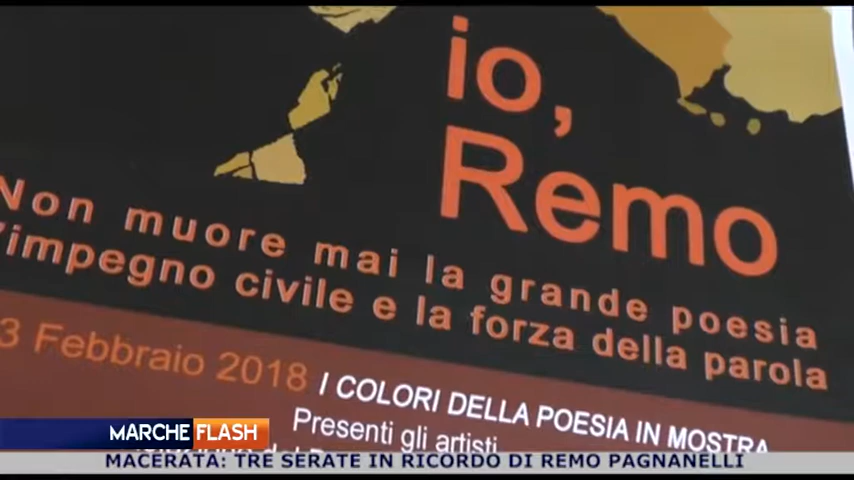 io,
Remo
Non muore mai la grande poesia
l'impegno civile e la forza della parola
3 Febbraio 2018 I COLORI DELLA POESIA IN MOSTRA
Presenti gli artisti
MARCHE FLASH
MACERATA: TRE SERATE IN RICORDO DI REMO PAGNANELLI